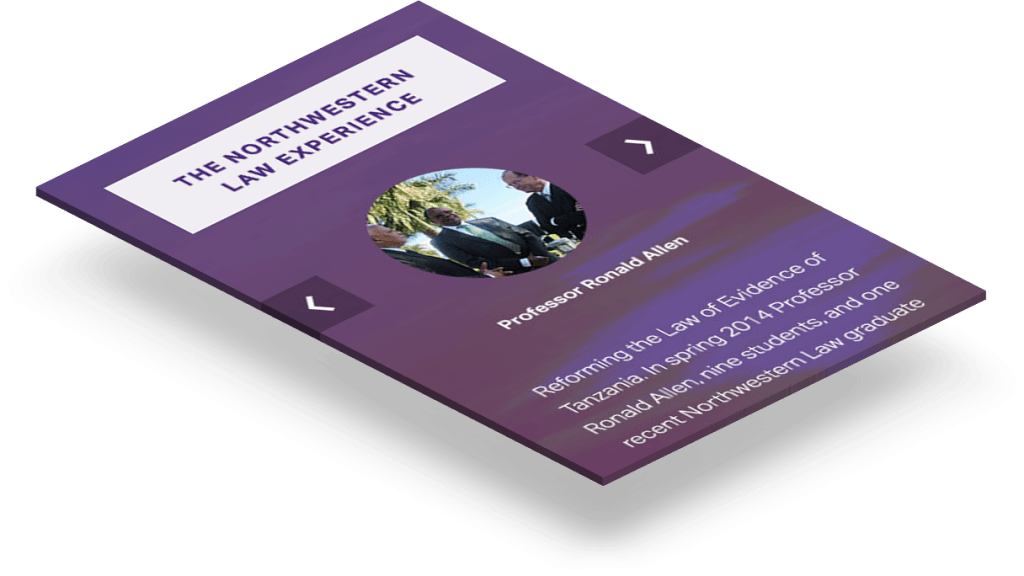 THE NORTHWESTERN
LAW EXPERIENCE
Professor Ronald Allen
Reforming the Law of Evidence of
Tanzania. In spring 2014 Professor
Ronald Allen, nine students, and one
recent Northwestern Law graduate